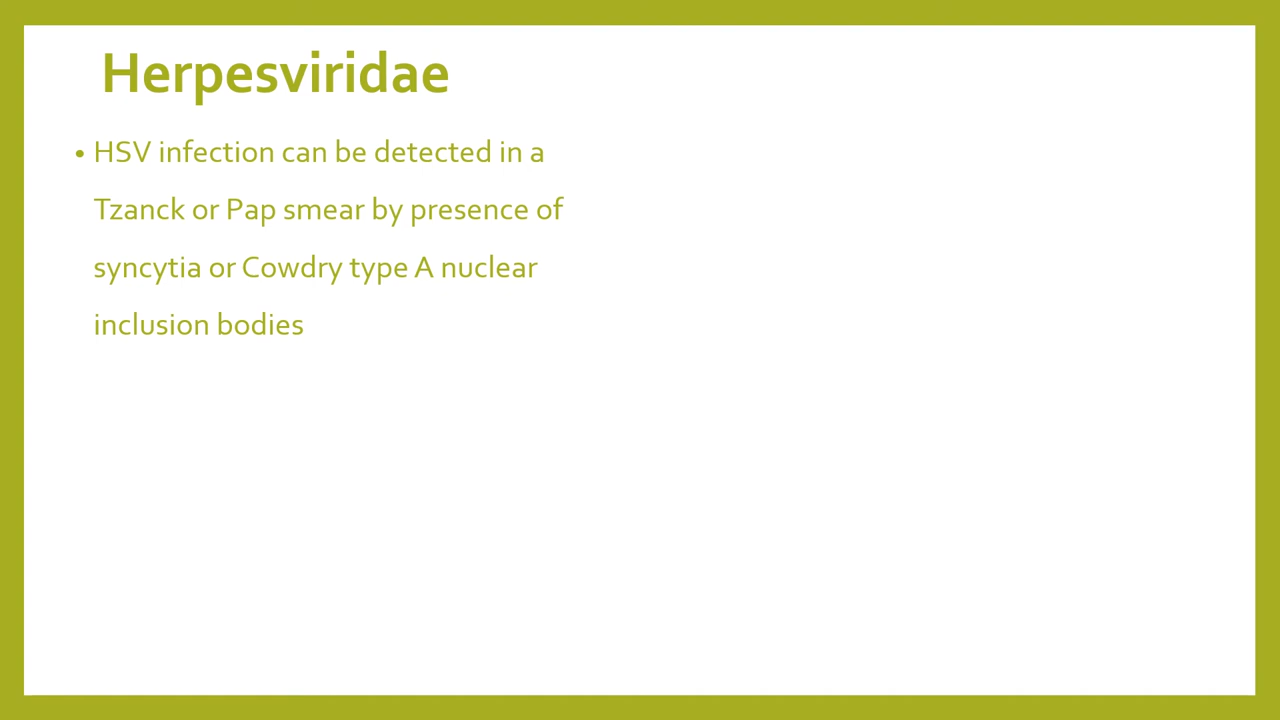 Herpesviridae
• HSV infection can be detected in a
Tzanck or Pap smear by presence of
syncytia or Cowdry type A nuclear
inclusion bodies